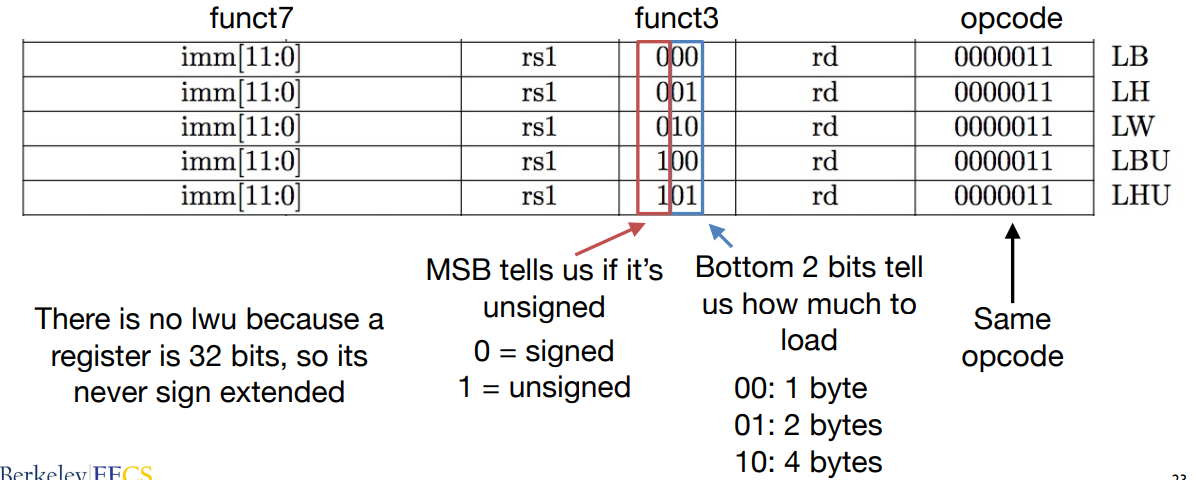 funct7 funct3 opcode
imm[11:0] rs1 000 rd 0000011 LB
imm[11:0] rs1 001 rd 0000011 LH
imm[11:0] rs1 010 rd 0000011 LW
imm[11:0] rs1 100 rd 0000011 LBU
imm[11:0] rs1 101 rd 0000011 LHU
There is no lwu because a
register is 32 bits, so its
never sign extended
MSB tells us if it's
unsigned
0 = signed
1 = unsigned
Bottom 2 bits tell
us how much to
load
00: 1 byte
01: 2 bytes
10: 4 bytes
Same
opcode
Berkeley EECS
23